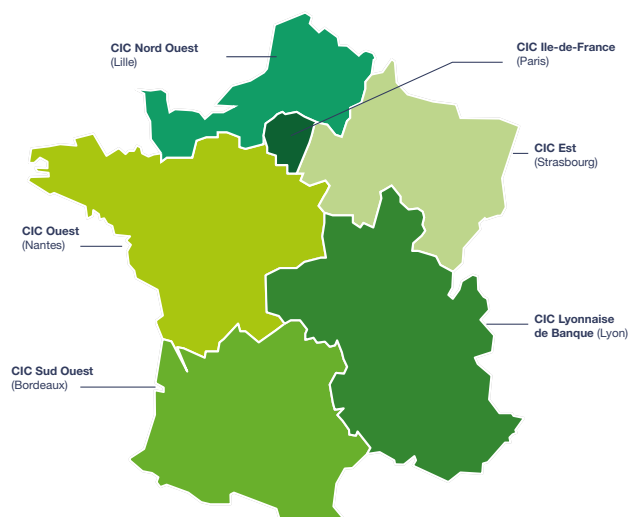 CIC Nord Ouest
(Lille)
CIC Ile-de-France
(Paris)
CIC Est
(Strasbourg)
CIC Ouest
(Nantes)
CIC Lyonnaise
de Banque (Lyon)
CIC Sud Ouest
(Bordeaux)